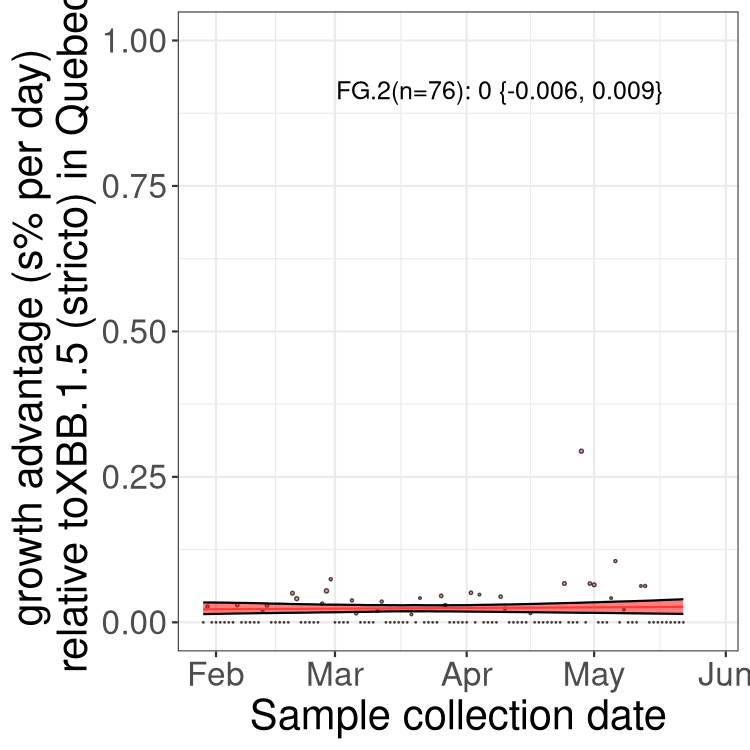 growth advantage (s% per day)
relative toXBB.1.5 (stricto) in Quebec
1.00
0.75
0.50
0.25
0.00
FG.2(n=76): 0 {-0.006, 0.009}
Feb
Mar
Apr
May
Jun
Sample collection date